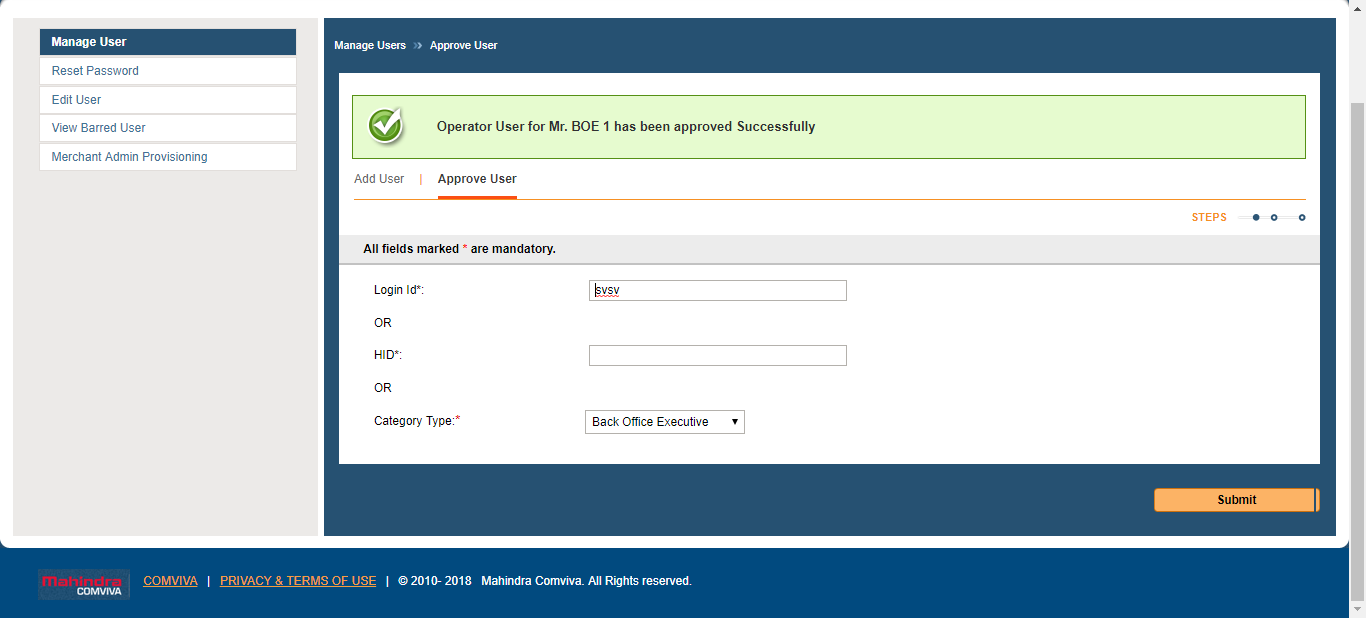 Manage User
Reset Password
Edit User
View Barred User
Merchant Admin Provisioning
Manage Users » Approve User
Operator User for Mr. BOE 1 has been approved Successfully
Add User | Approve User
STEPS
All fields marked * are mandatory.
Login Id*: svsv
OR
HID*:
OR
Category Type:* Back Office Executive
Submit
Mahindra
COMVIVA
COMVIVA | PRIVACY & TERMS OF USE | © 2010- 2018 Mahindra Comviva. All Rights reserved.